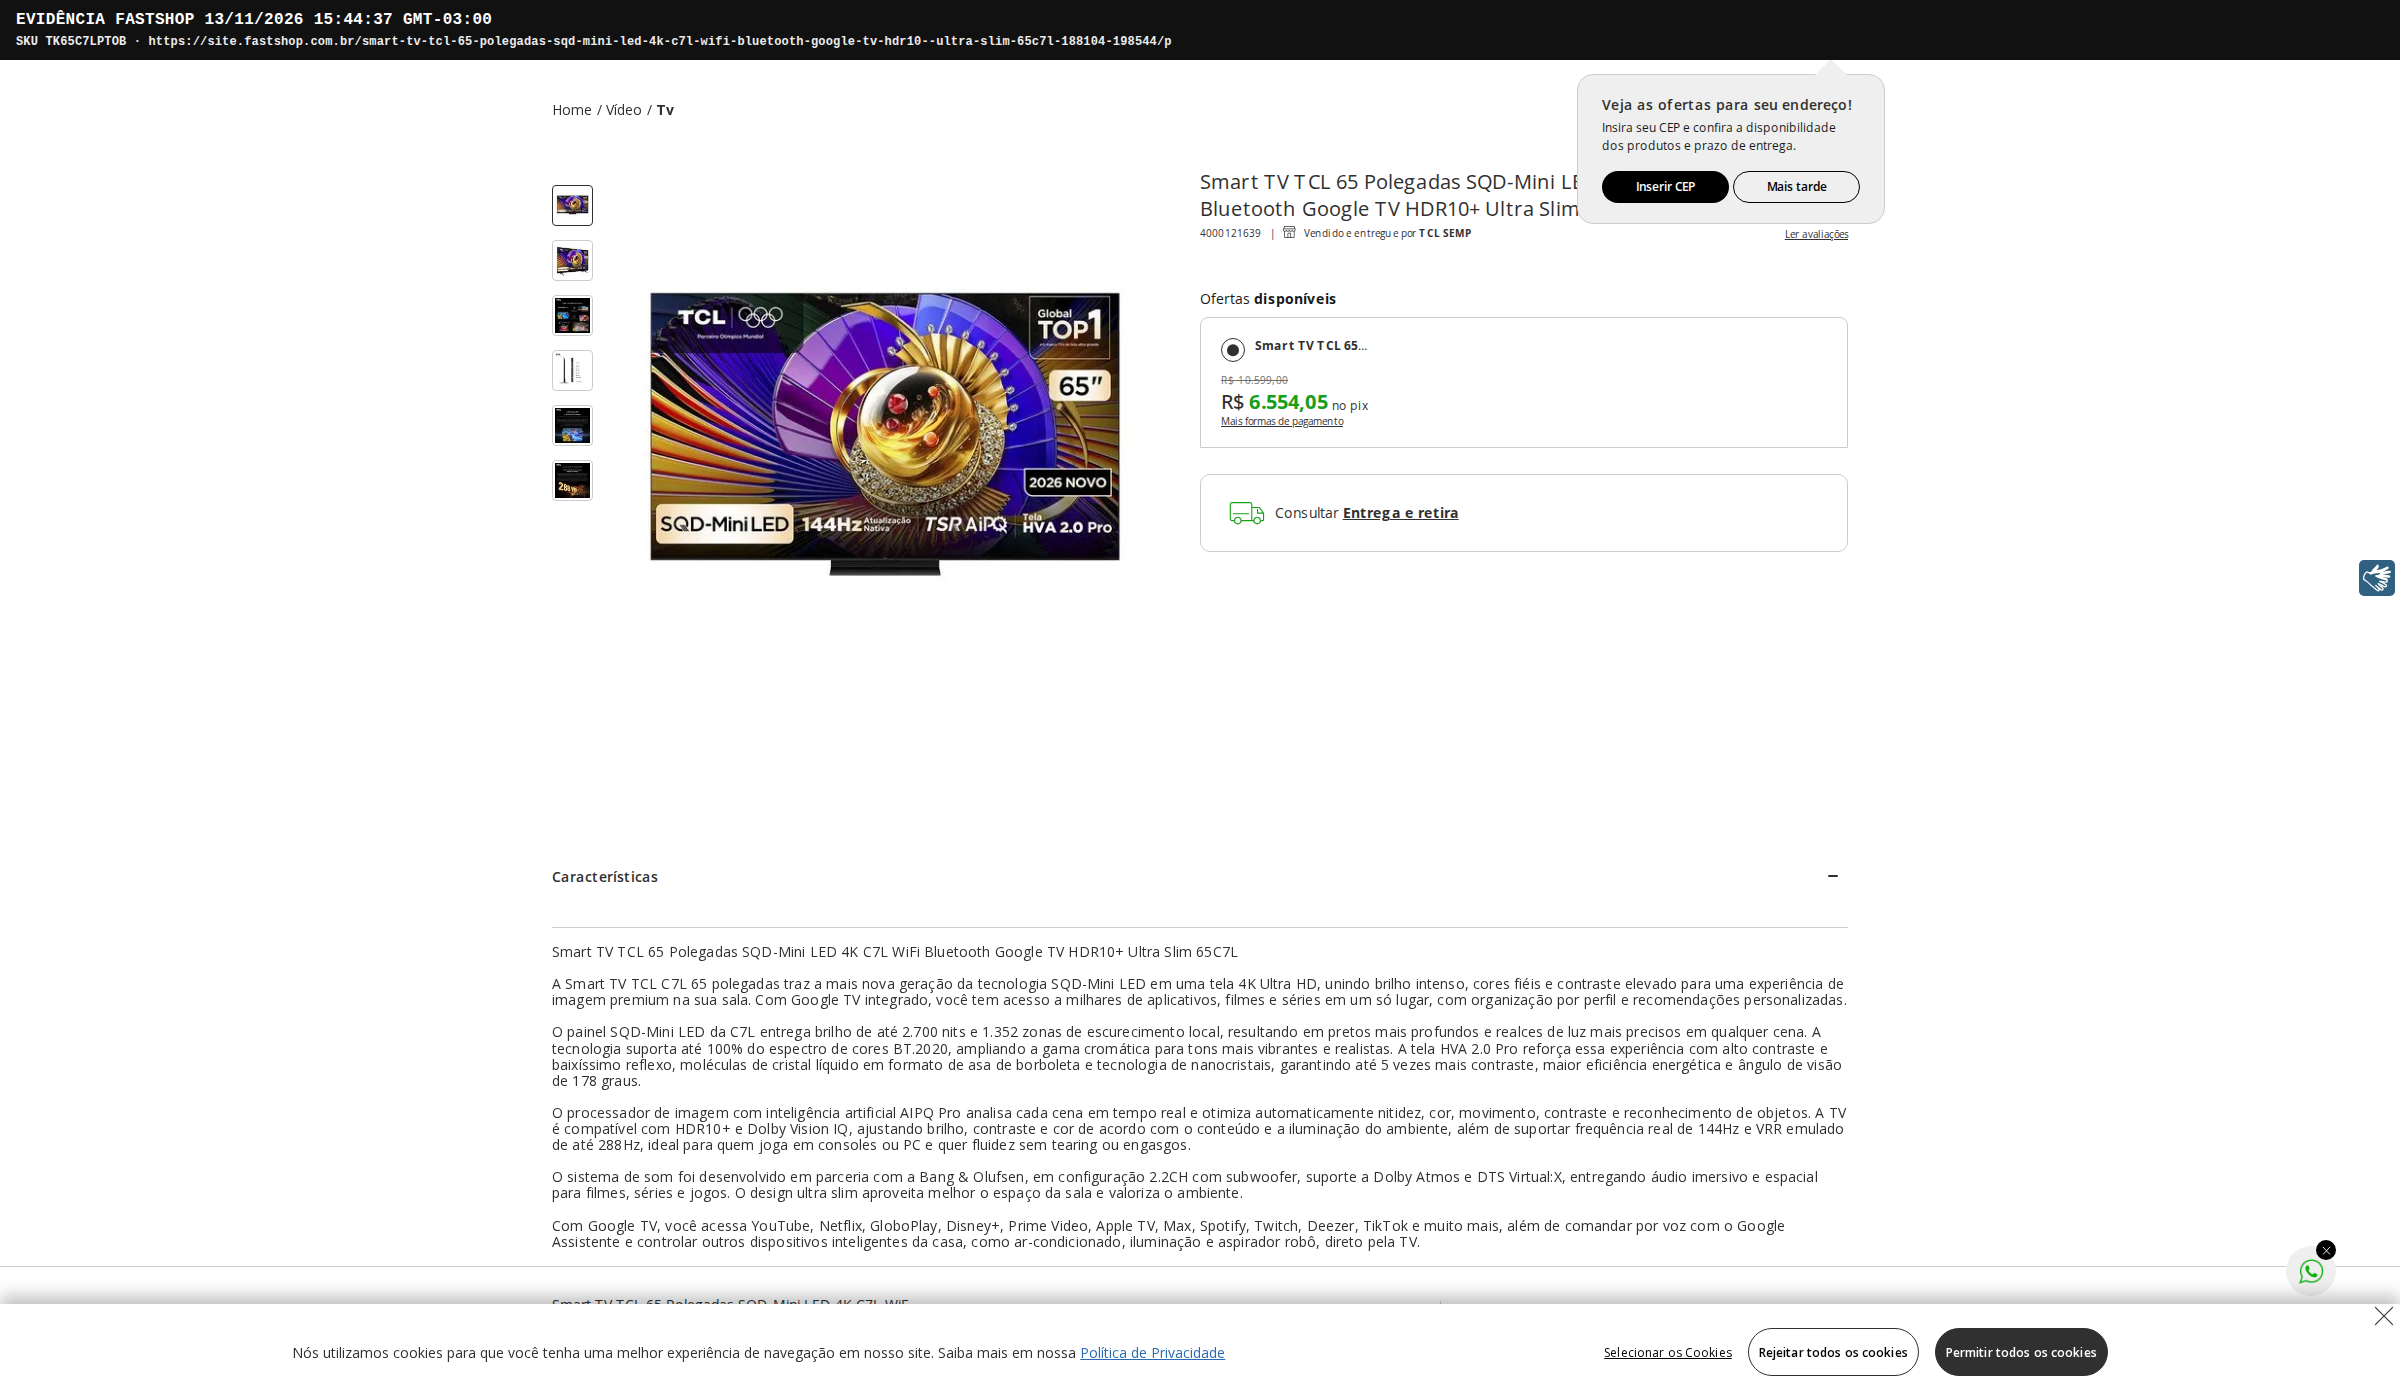 EVIDÊNCIA FASTSHOP 13/11/2026 15:44:37 GMT-03:00
SKU TK65C7LPTOB · https://site.fastshop.com.br/smart-tv-tcl-65-polegadas-sqd-mini-led-4k-c7l-wifi-bluetooth-google-tv-hdr10--ultra-slim-65c7l-188104-198544/p
Home / Vídeo / Tv
Veja as ofertas para seu endereço!
Insira seu CEP e confira a disponibilidade
dos produtos e prazo de entrega.
Inserir CEP
Mais tarde
Smart TV TCL 65 Polegadas SQD-Mini LE
Bluetooth Google TV HDR10+ Ultra Slim
4000121639 | Vendido e entregue por TCL SEMP
Ler avaliações
TCL
Parceiro Olímpico Mundial
Global
TOP1
65”
2026 NOVO
SQD-Mini LED
144Hz Atualização
Nativa
TSR AiPQ
Tela
HVA 2.0 Pro
Ofertas disponíveis
Smart TV TCL 65...
R$ 10.599,00
R$ 6.554,05 no pix
Mais formas de pagamento
Consultar Entrega e retira
Características
Smart TV TCL 65 Polegadas SQD-Mini LED 4K C7L WiFi Bluetooth Google TV HDR10+ Ultra Slim 65C7L
A Smart TV TCL C7L 65 polegadas traz a mais nova geração da tecnologia SQD-Mini LED em uma tela 4K Ultra HD, unindo brilho intenso, cores fiéis e contraste elevado para uma experiência de
imagem premium na sua sala. Com Google TV integrado, você tem acesso a milhares de aplicativos, filmes e séries em um só lugar, com organização por perfil e recomendações personalizadas.
O painel SQD-Mini LED da C7L entrega brilho de até 2.700 nits e 1.352 zonas de escurecimento local, resultando em pretos mais profundos e realces de luz mais precisos em qualquer cena. A
tecnologia suporta até 100% do espectro de cores BT.2020, ampliando a gama cromática para tons mais vibrantes e realistas. A tela HVA 2.0 Pro reforça essa experiência com alto contraste e
baixíssimo reflexo, moléculas de cristal líquido em formato de asa de borboleta e tecnologia de nanocristais, garantindo até 5 vezes mais contraste, maior eficiência energética e ângulo de visão
de 178 graus.
O processador de imagem com inteligência artificial AIPQ Pro analisa cada cena em tempo real e otimiza automaticamente nitidez, cor, movimento, contraste e reconhecimento de objetos. A TV
é compatível com HDR10+ e Dolby Vision IQ, ajustando brilho, contraste e cor de acordo com o conteúdo e a iluminação do ambiente, além de suportar frequência real de 144Hz e VRR emulado
de até 288Hz, ideal para quem joga em consoles ou PC e quer fluidez sem tearing ou engasgos.
O sistema de som foi desenvolvido em parceria com a Bang & Olufsen, em configuração 2.2CH com subwoofer, suporte a Dolby Atmos e DTS Virtual:X, entregando áudio imersivo e espacial
para filmes, séries e jogos. O design ultra slim aproveita melhor o espaço da sala e valoriza o ambiente.
Com Google TV, você acessa YouTube, Netflix, GloboPlay, Disney+, Prime Video, Apple TV, Max, Spotify, Twitch, Deezer, TikTok e muito mais, além de comandar por voz com o Google
Assistente e controlar outros dispositivos inteligentes da casa, como ar-condicionado, iluminação e aspirador robô, direto pela TV.
Smart TV TCL 65 Polegadas SQD-Mini LED 4K C7L WiF
Nós utilizamos cookies para que você tenha uma melhor experiência de navegação em nosso site. Saiba mais em nossa Política de Privacidade
Selecionar os Cookies
Rejeitar todos os cookies
Permitir todos os cookies